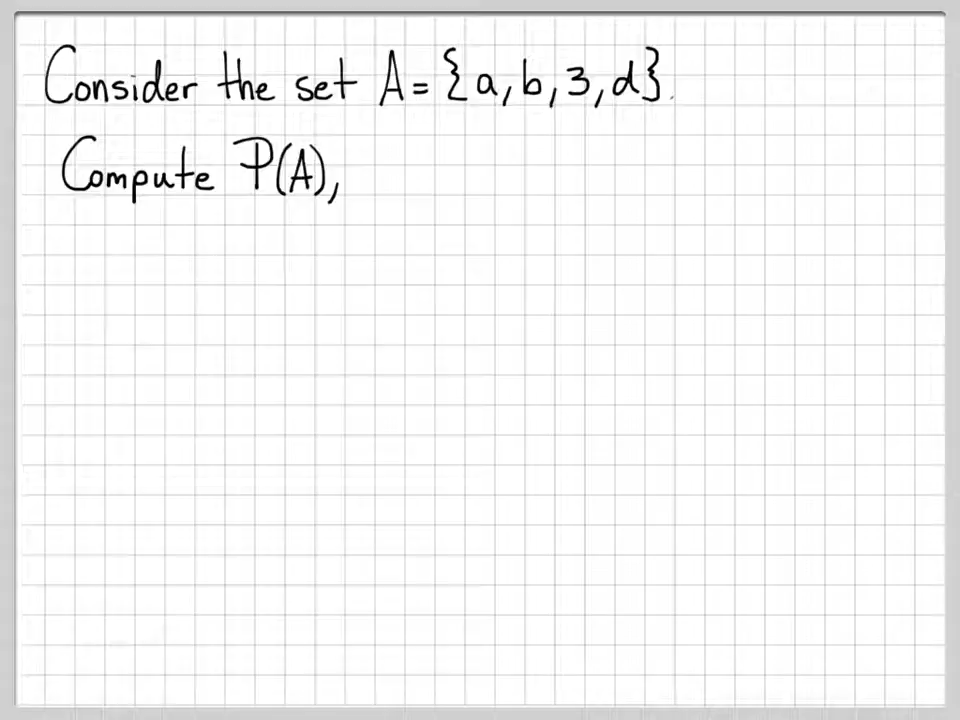 Consider the set A = {a, b, 3, d}.
Compute P(A),